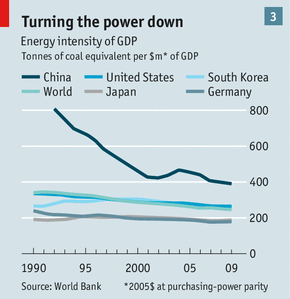 Turning the power down
3
Energy intensity of GDP
Tonnes of coal equivalent per $m* of GDP
China United States South Korea
World Japan Germany
800
600
400
200
0
1990 95 2000 05 09
Source: World Bank *2005$ at purchasing-power parity